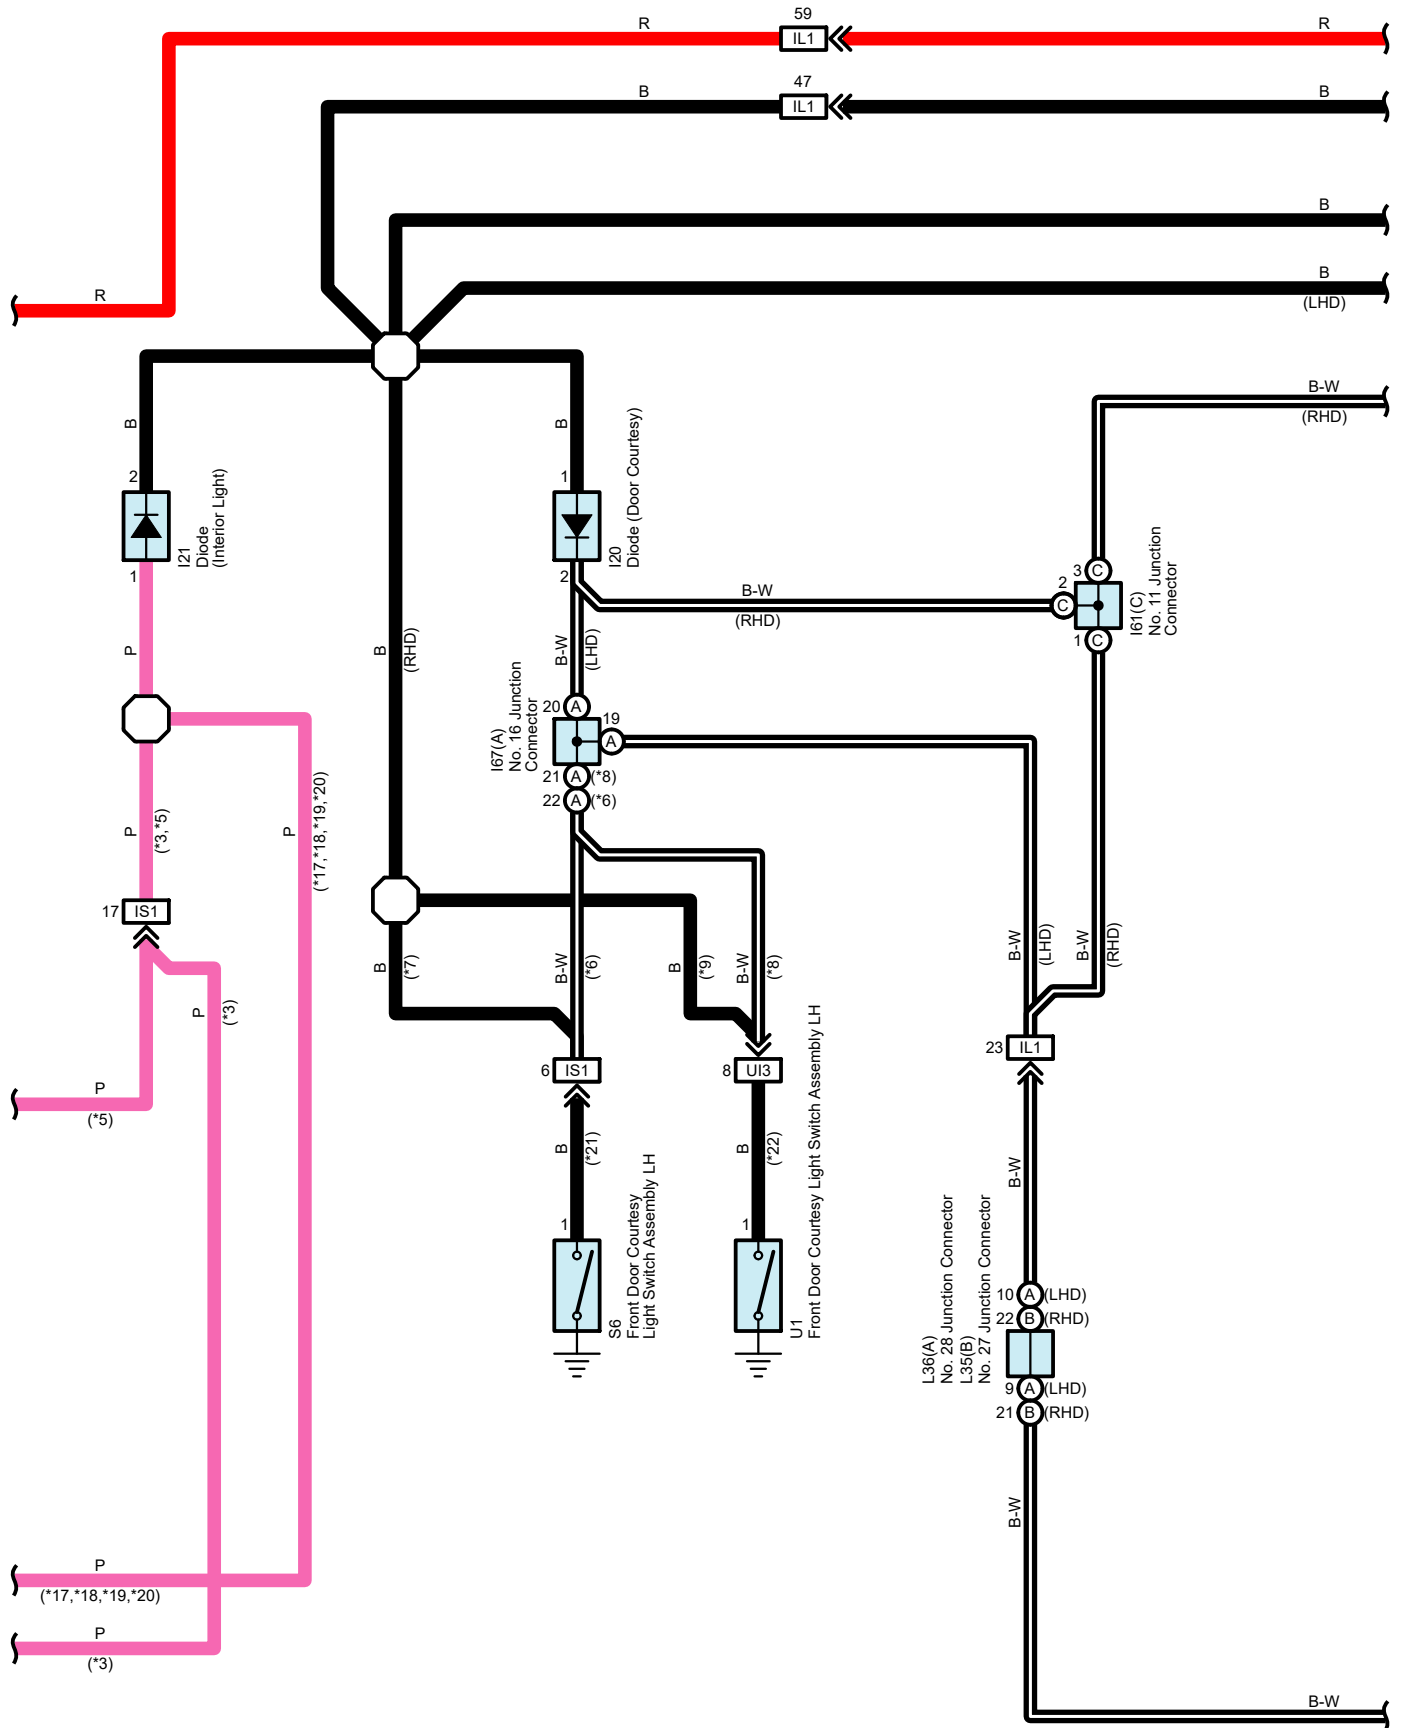 59
R
IL1
R
47
B
IL1
B
B
R
B
(LHD)
B-W
(RHD)
B
B
2
1
I21
Diode
(Interior Light)
I20
Diode (Door Courtesy)
1
2
B-W
(RHD)
3 C
2
C
1 C
I61(C)
No. 11 Junction
Connector
P
B
(RHD)
B-W
(LHD)
I67(A)
No. 16 Junction
Connector
20 A
19
A
21 A (*8)
22 A (*6)
P
(*3,*5)
P
(*17,*18,*19,*20)
17 IS1
P
(*3)
B
(*7)
B-W
(*6)
B
(*9)
B-W
(*8)
B-W
(LHD)
B-W
(RHD)
23 IL1
6 IS1
8 UI3
P
(*5)
B
(*21)
B
(*22)
B-W
1
1
S6
Front Door Courtesy
Light Switch Assembly LH
U1
Front Door Courtesy Light Switch Assembly LH
L36(A)
No. 28 Junction Connector
L35(B)
No. 27 Junction Connector
10 A (LHD)
22 B (RHD)
9 A (LHD)
21 B (RHD)
B-W
P
(*17,*18,*19,*20)
P
(*3)
B-W